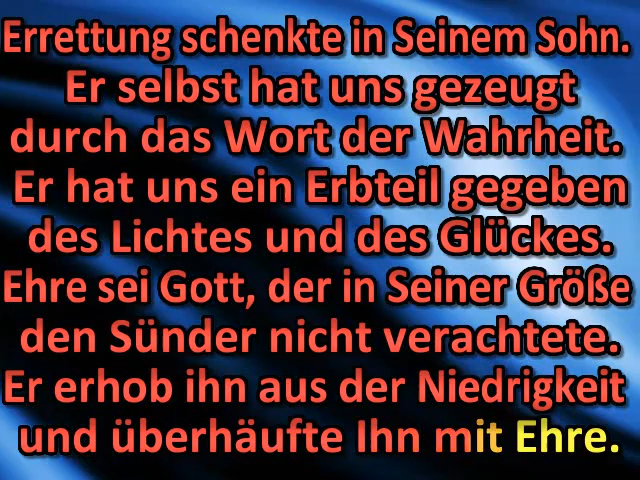 Errettung schenkte in Seinem Sohn.
Er selbst hat uns gezeugt
durch das Wort der Wahrheit.
Er hat uns ein Erbteil gegeben
des Lichtes und des Glückes.
Ehre sei Gott, der in Seiner Größe
den Sünder nicht verachtete.
Er erhob ihn aus der Niedrigkeit
und überhäufte Ihn mit Ehre.